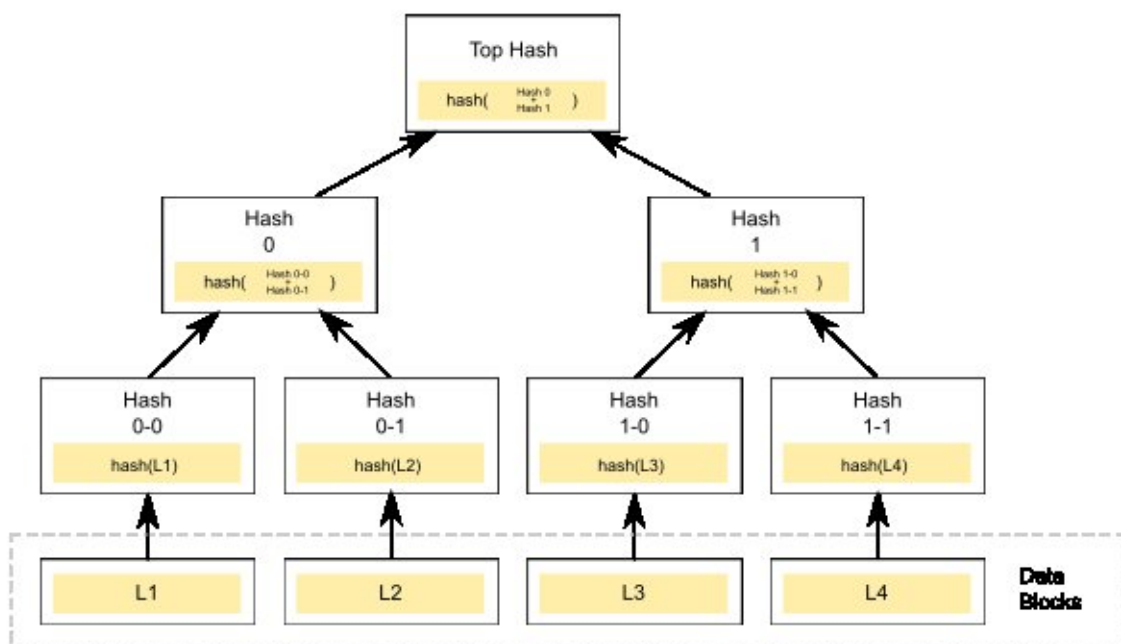 Top Hash
hash( Hash 0 + Hash 1 )
Hash
0
hash( Hash 0-0 + Hash 0-1 )
Hash
1
hash( Hash 1-0 + Hash 1-1 )
Hash
0-0
hash(L1)
Hash
0-1
hash(L2)
Hash
1-0
hash(L3)
Hash
1-1
hash(L4)
L1
L2
L3
L4
Data
Blocks